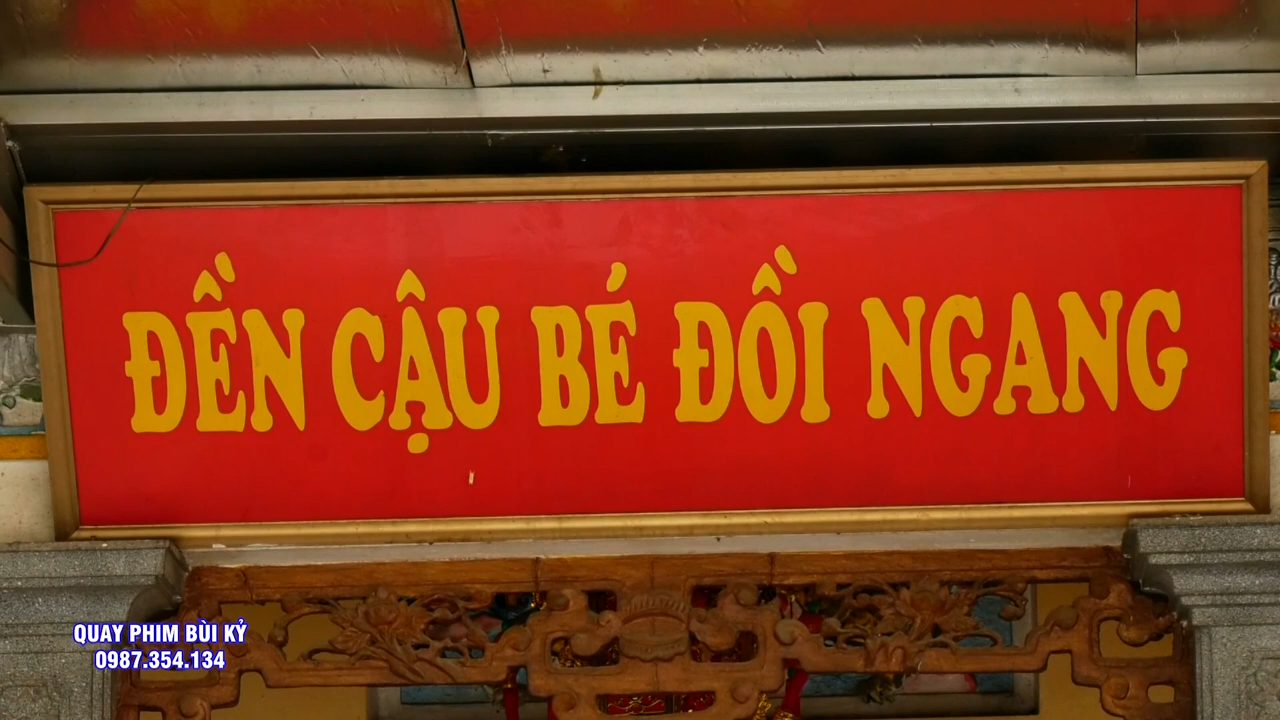 ĐỀN CẬU BÉ ĐỒI NGANG
QUAY PHIM BÙI KỶ
0987.354.134